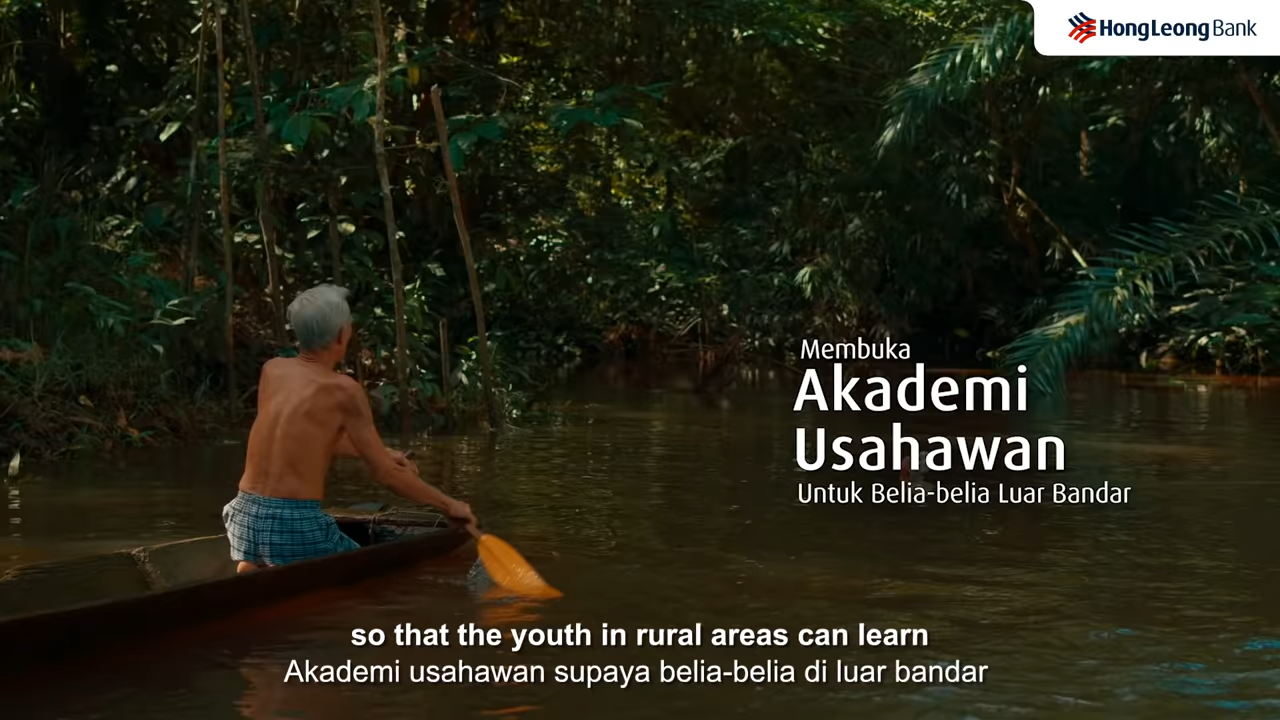 HongLeong Bank
Membuka
Akademi
Usahawan
Untuk Belia-belia Luar Bandar
so that the youth in rural areas can learn
Akademi usahawan supaya belia-belia di luar bandar